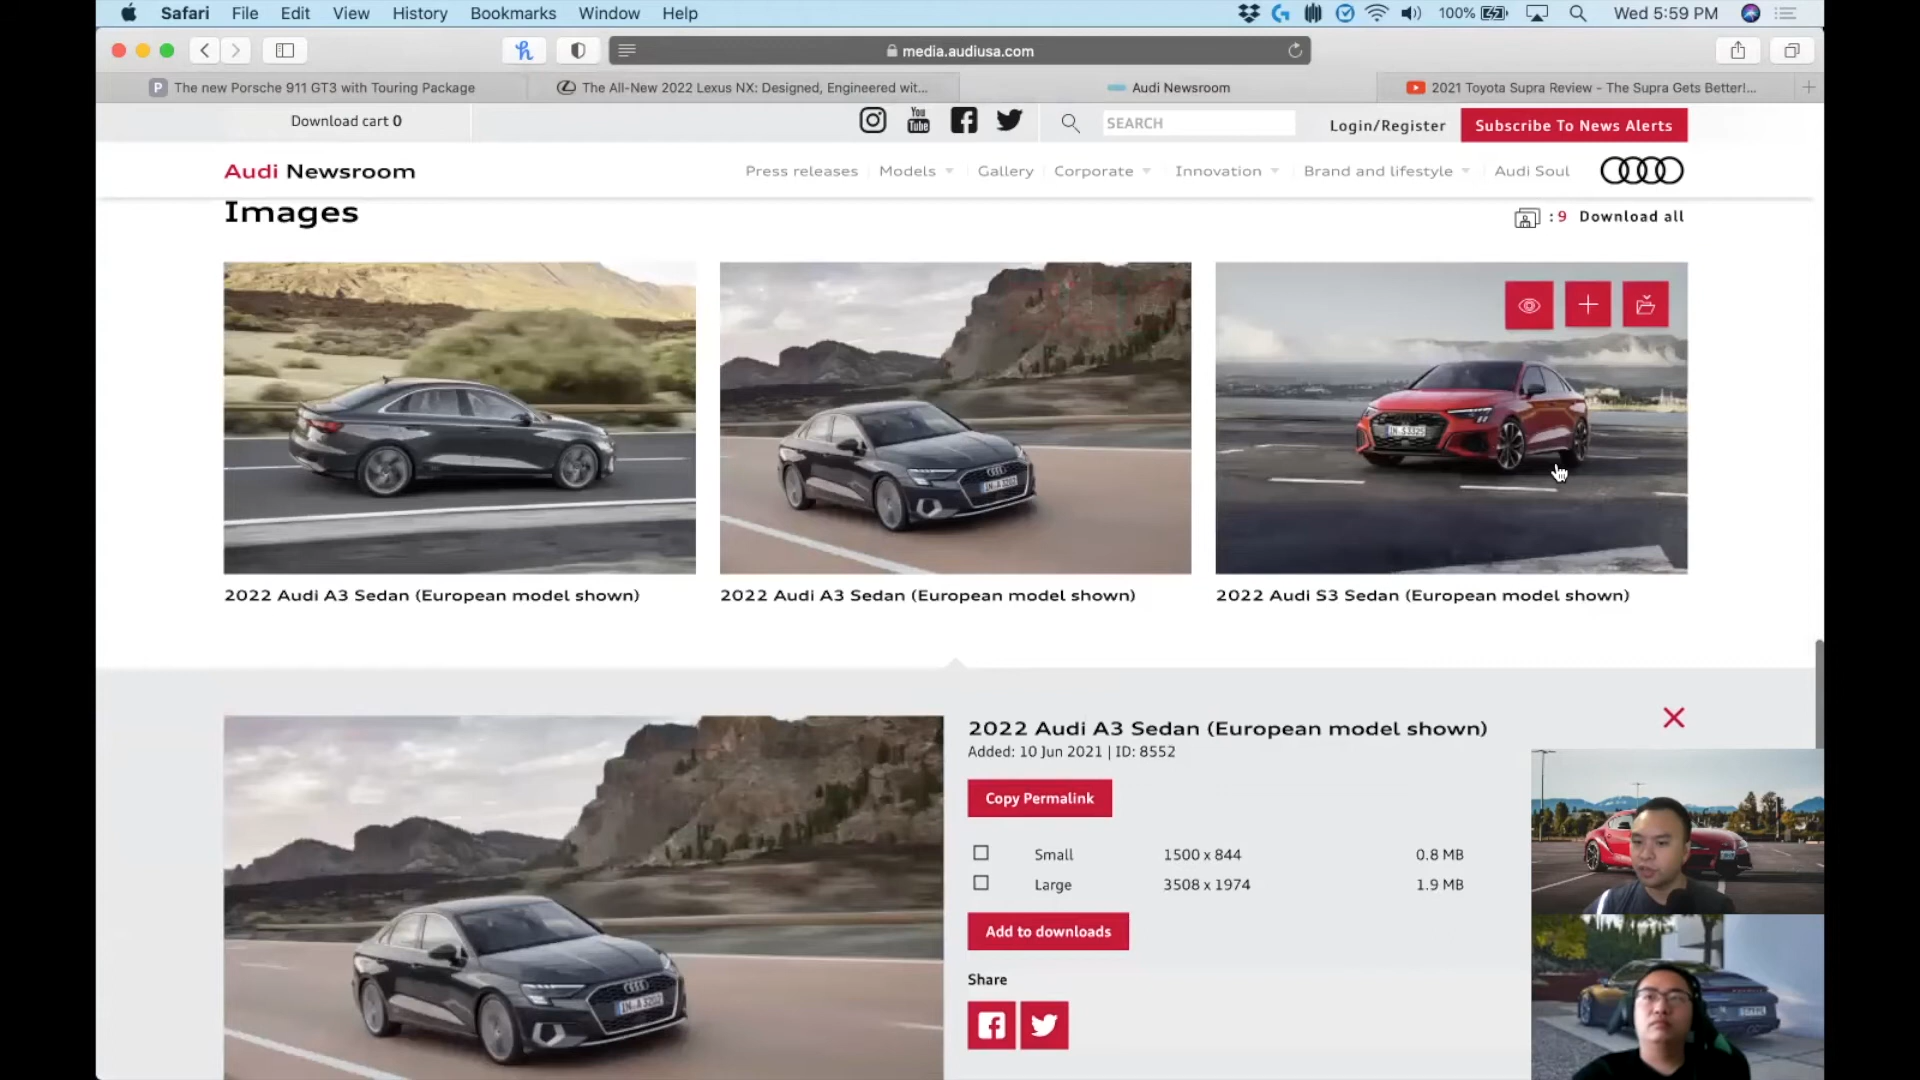 Safari File Edit View History Bookmarks Window Help 100% Wed 5:59 PM
media.audiusa.com
The new Porsche 911 GT3 with Touring Package
The All-New 2022 Lexus NX: Designed, Engineered wit...
Audi Newsroom
2021 Toyota Supra Review - The Supra Gets Better!...
Download cart 0
You Tube
SEARCH
Login/Register
Subscribe To News Alerts
Audi Newsroom
Press releases Models Gallery Corporate Innovation Brand and lifestyle Audi Soul
Images
: 9 Download all
2022 Audi A3 Sedan (European model shown)
2022 Audi A3 Sedan (European model shown)
2022 Audi S3 Sedan (European model shown)
2022 Audi A3 Sedan (European model shown)
Added: 10 Jun 2021 | ID: 8552
Copy Permalink
Small 1500 x 844 0.8 MB
Large 3508 x 1974 1.9 MB
Add to downloads
Share